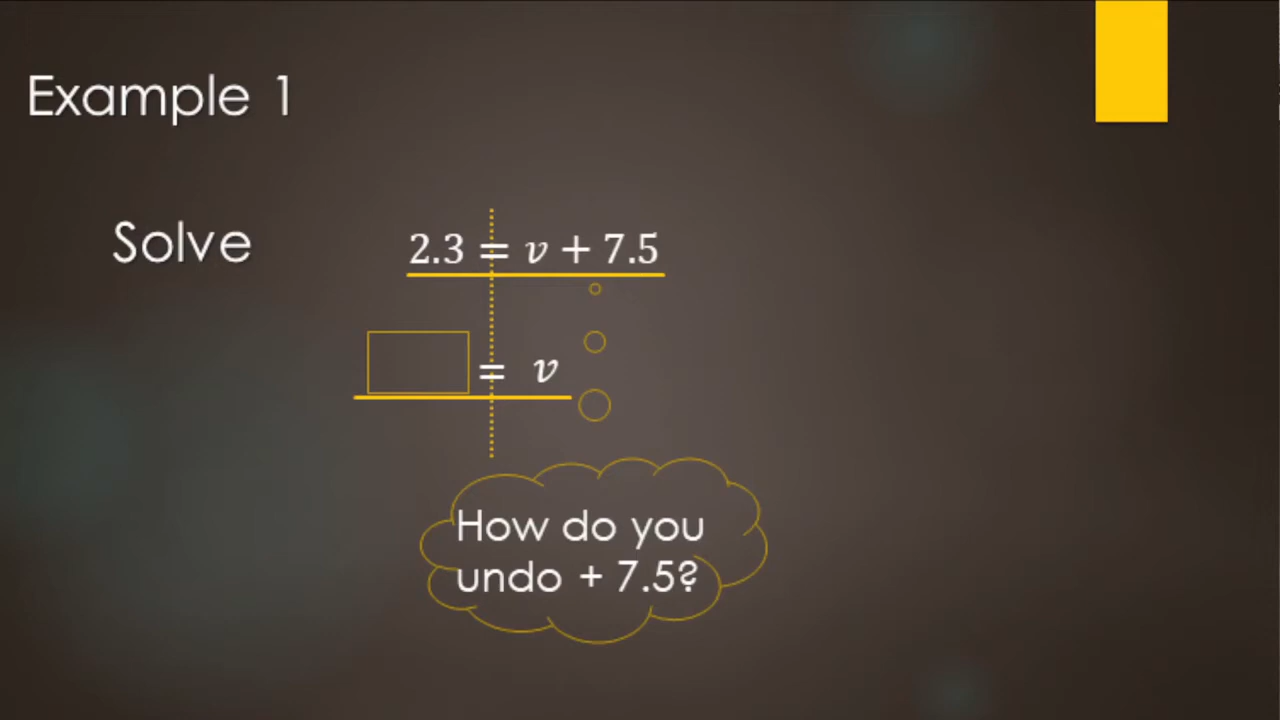 Example 1
Solve
2.3 = v + 7.5
= v
How do you
undo + 7.5?